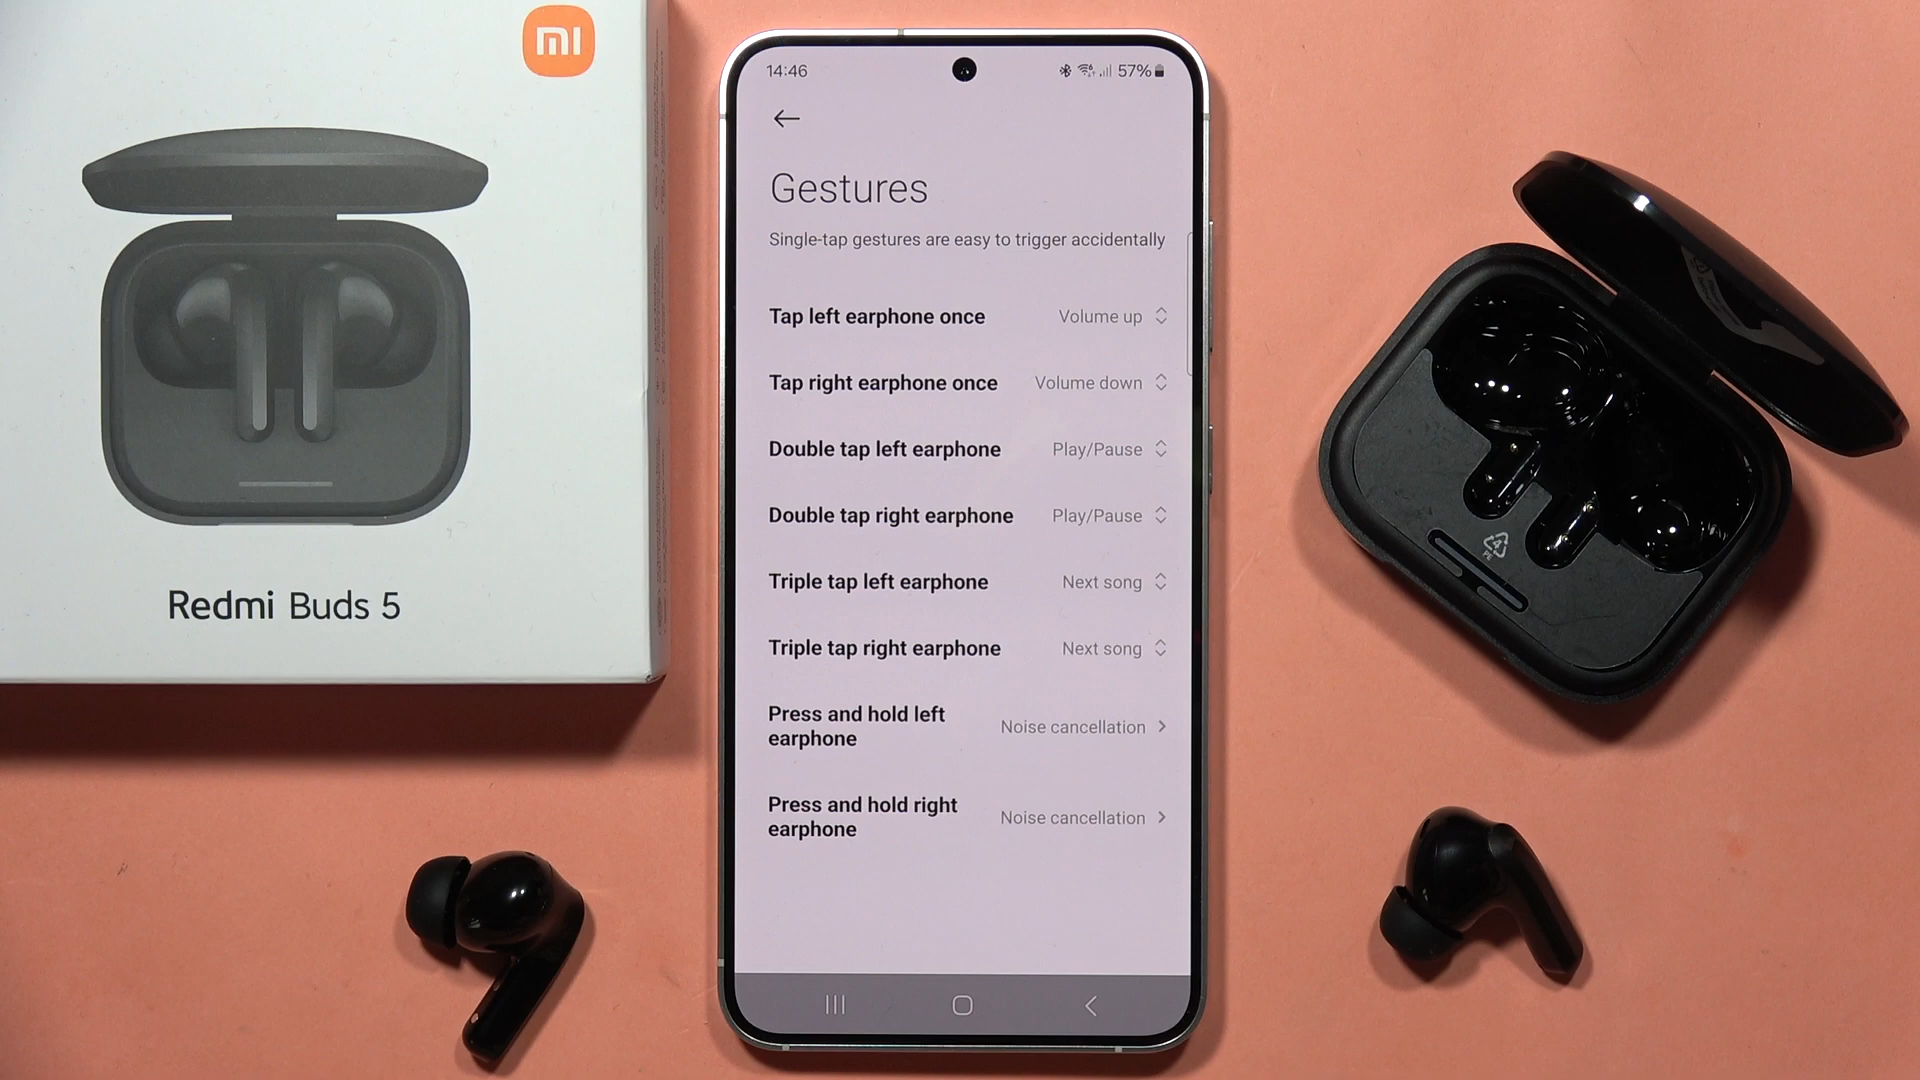 mi
Redmi Buds 5
14:46
57%
Gestures
Single-tap gestures are easy to trigger accidentally
Tap left earphone once Volume up
Tap right earphone once Volume down
Double tap left earphone Play/Pause
Double tap right earphone Play/Pause
Triple tap left earphone Next song
Triple tap right earphone Next song
Press and hold left
earphone Noise cancellation
Press and hold right
earphone Noise cancellation
4
PE